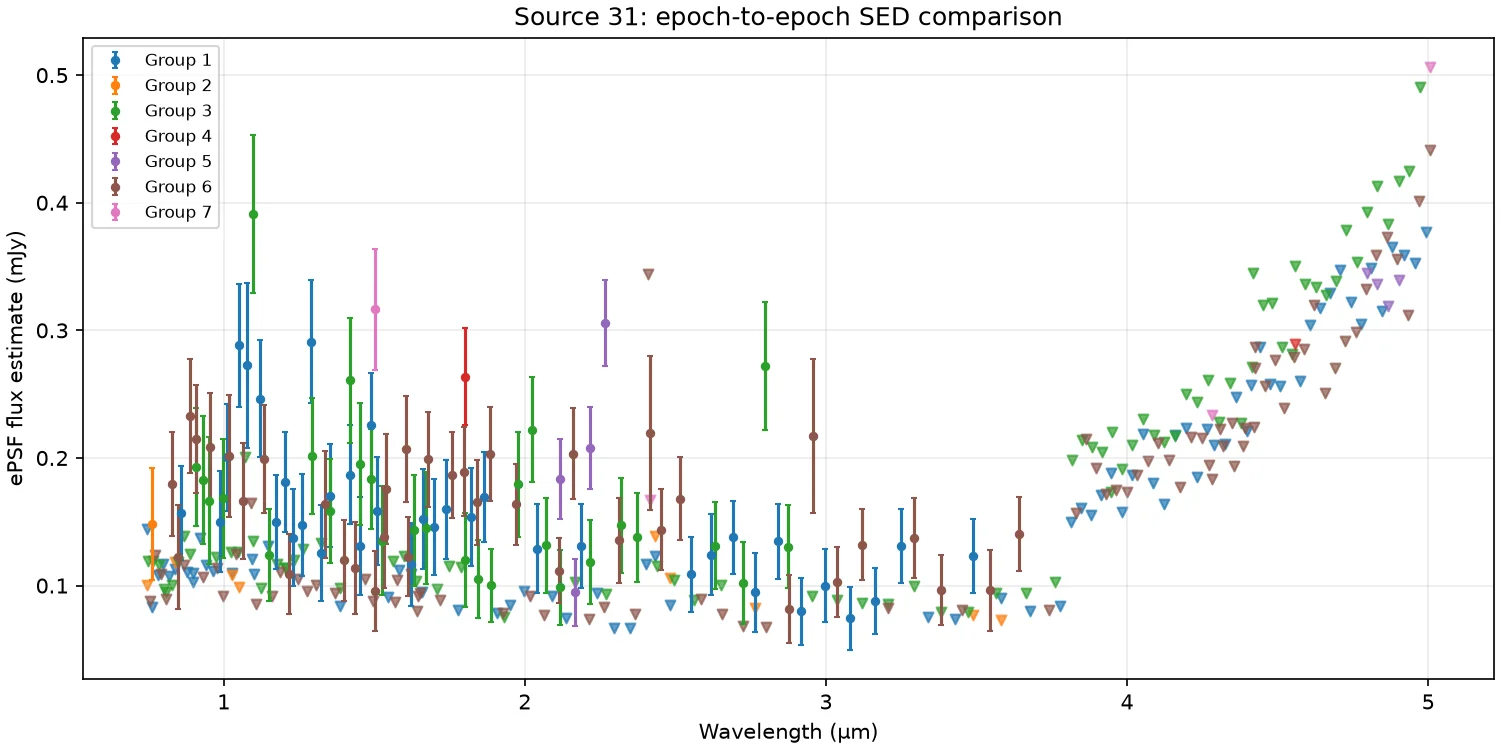 Source 31: epoch-to-epoch SED comparison
Group 1
Group 2
Group 3
Group 4
Group 5
Group 6
Group 7
0.5
0.4
0.3
0.2
0.1
ePSF flux estimate (mJy)
1 2 3 4 5
Wavelength (µm)